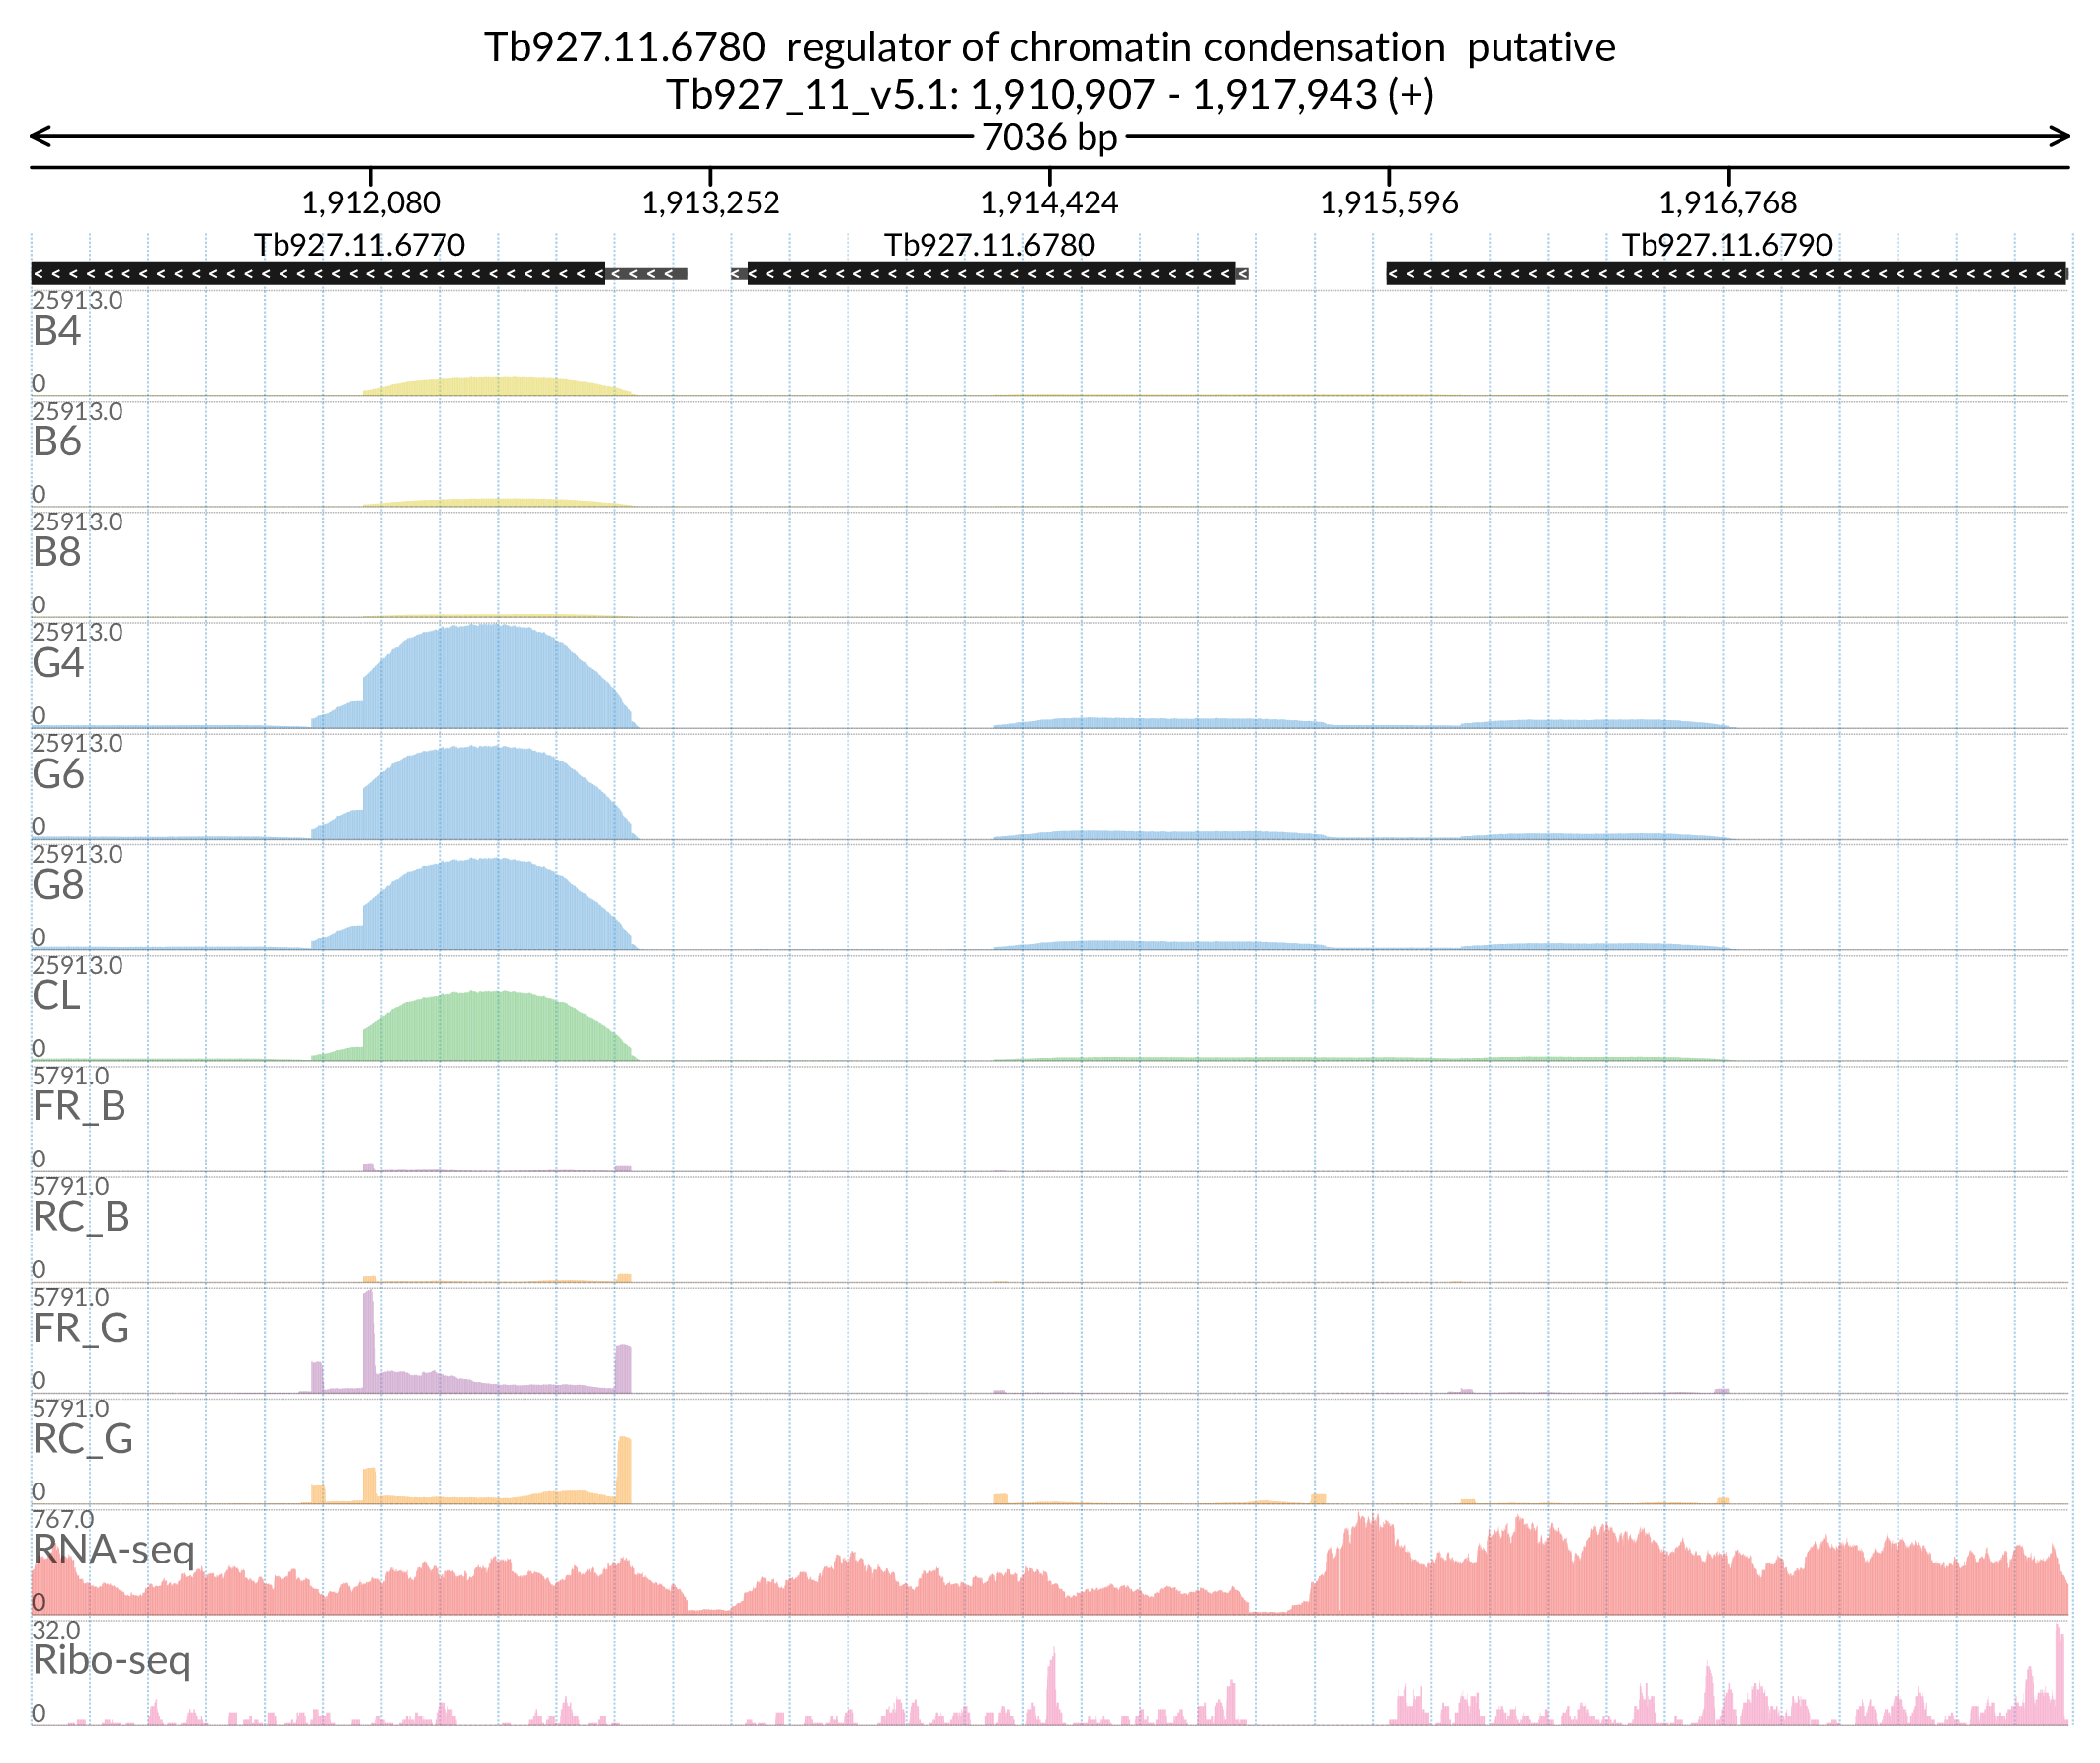 Tb927.11.6780  regulator of chromatin condensation  putative
Tb927_11_v5.1: 1,910,907 - 1,917,943 (+)
7036 bp
1,912,080 1,913,252 1,914,424 1,915,596 1,916,768
Tb927.11.6770 Tb927.11.6780 Tb927.11.6790
25913.0
B4
0
25913.0
B6
0
25913.0
B8
0
25913.0
G4
0
25913.0
G6
0
25913.0
G8
0
25913.0
CL
0
5791.0
FR_B
0
5791.0
RC_B
0
5791.0
FR_G
0
5791.0
RC_G
0
767.0
RNA-seq
0
32.0
Ribo-seq
0